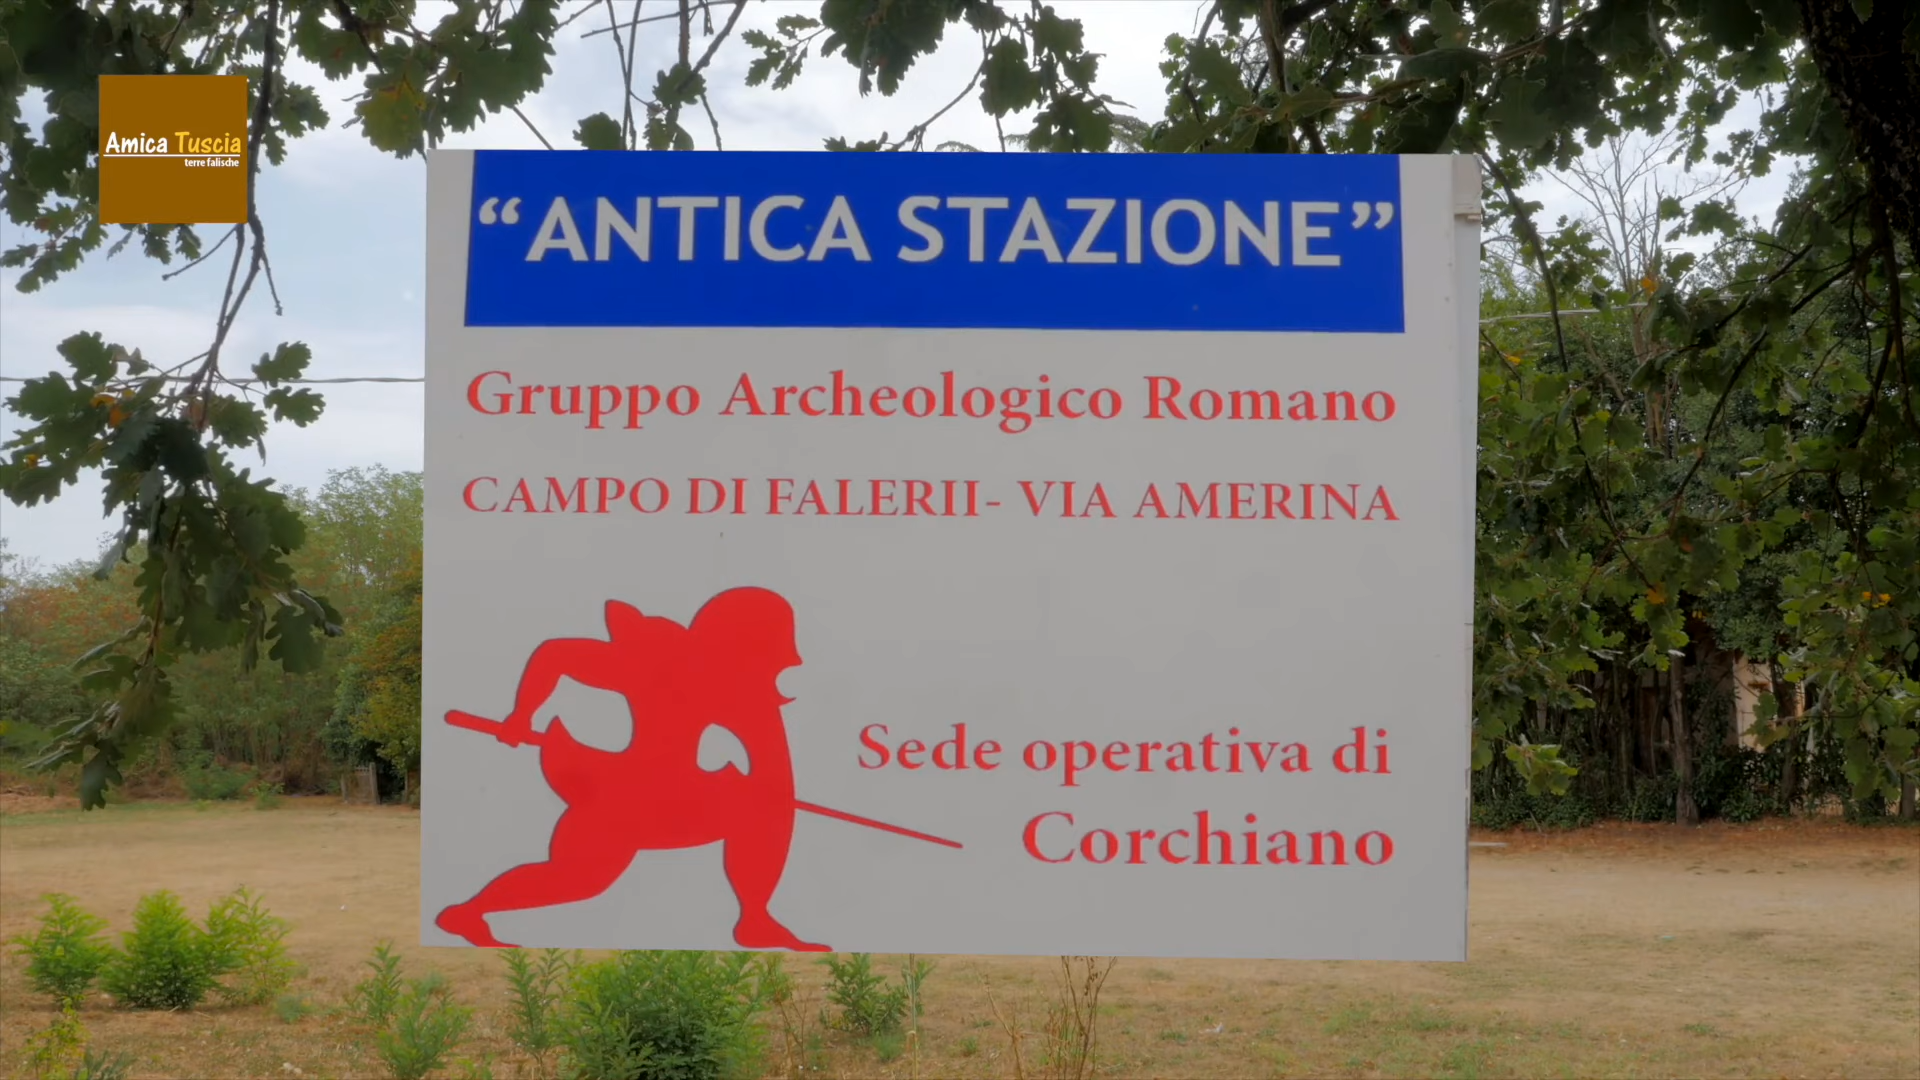 Amica Tuscia
terre falische
“ANTICA STAZIONE”
Gruppo Archeologico Romano
CAMPO DI FALERII- VIA AMERINA
Sede operativa di
Corchiano